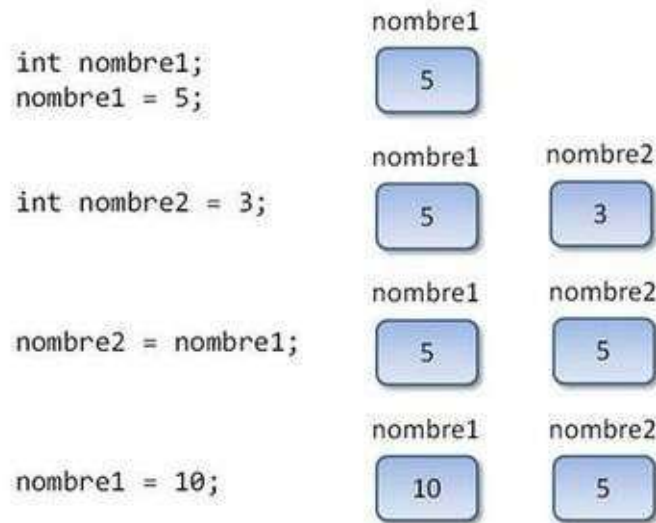 nombre1
int nombre1;
nombre1 = 5;
5
nombre1 nombre2
int nombre2 = 3;
5 3
nombre1 nombre2
nombre2 = nombre1;
5 5
nombre1 nombre2
nombre1 = 10;
10 5